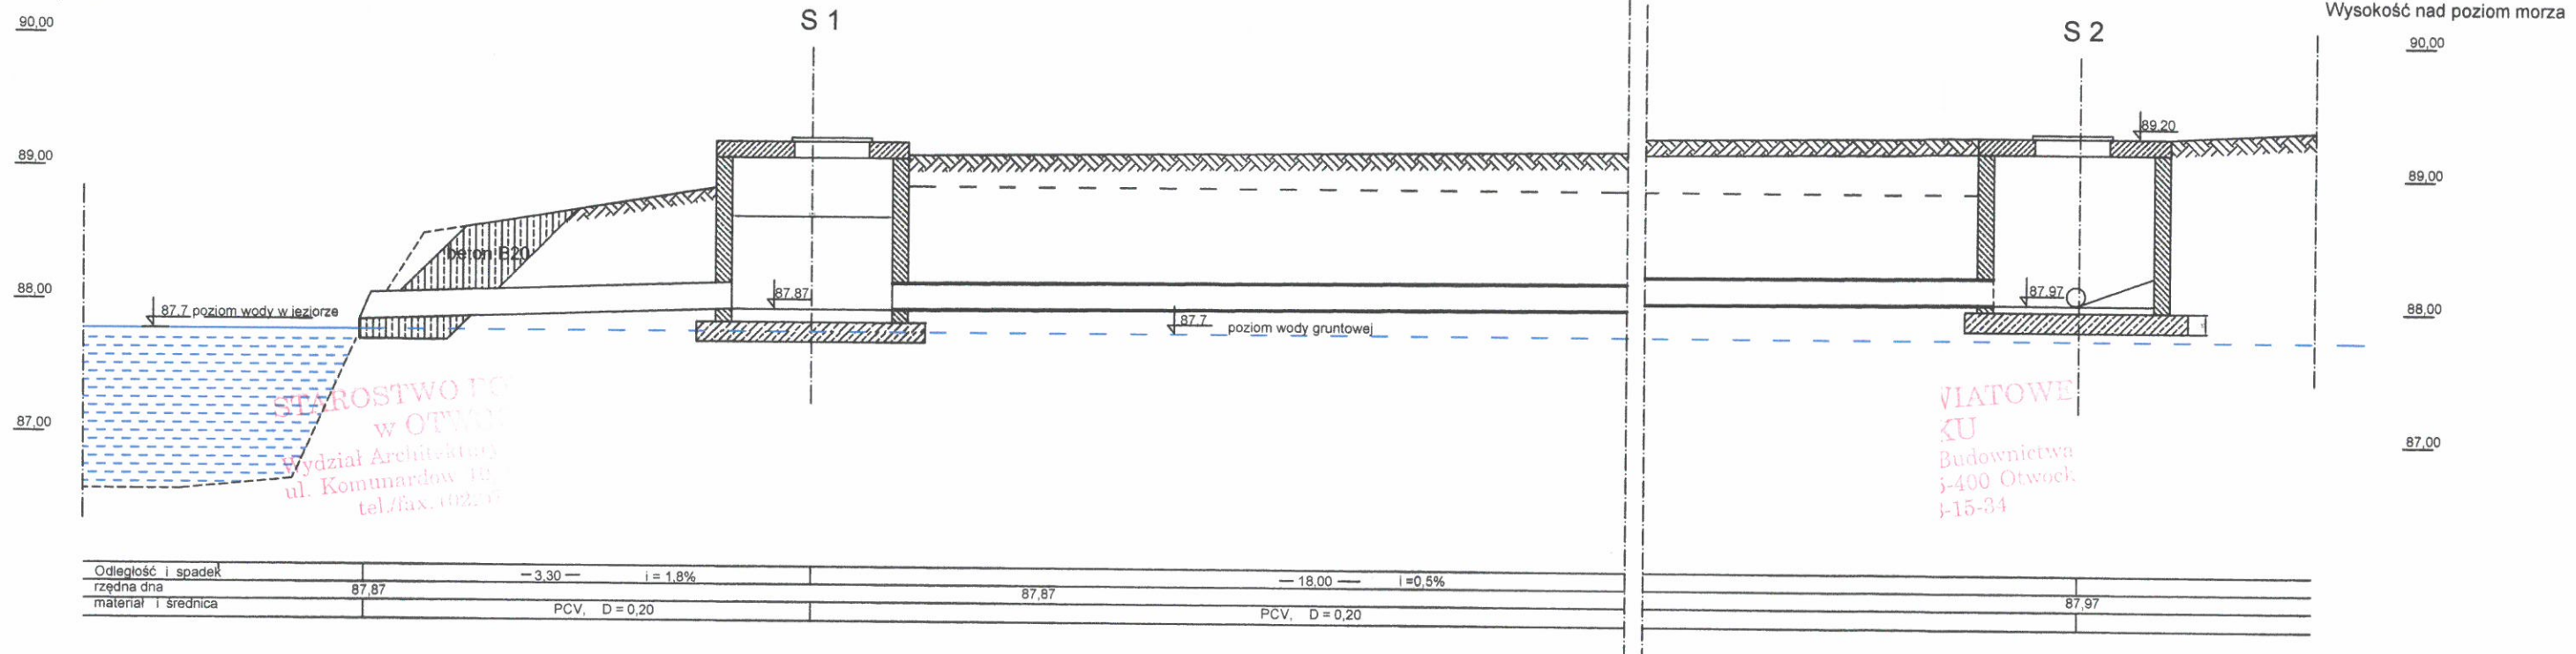 Wysokość nad poziom morza
90,00
S 1
S 2
90,00
89,20
89,00
89,00
beton B20
88,00
87,87
87,97
88,00
87,7 poziom wody w jeziorze
87,7
poziom wody gruntowej
87,00
87,00
STAROSTWO
w
Wydział
ul. Komunardów
tel./fax.
WIATOWE
KU
Budownictwa
5-400 Otwock
-15-34
Odległość i spadek
3,30 i = 1,8%
18,00 i =0,5%
rzędna dna
87,87
87,87
87,97
materiał i średnica
PCV, D = 0,20
PCV, D = 0,20